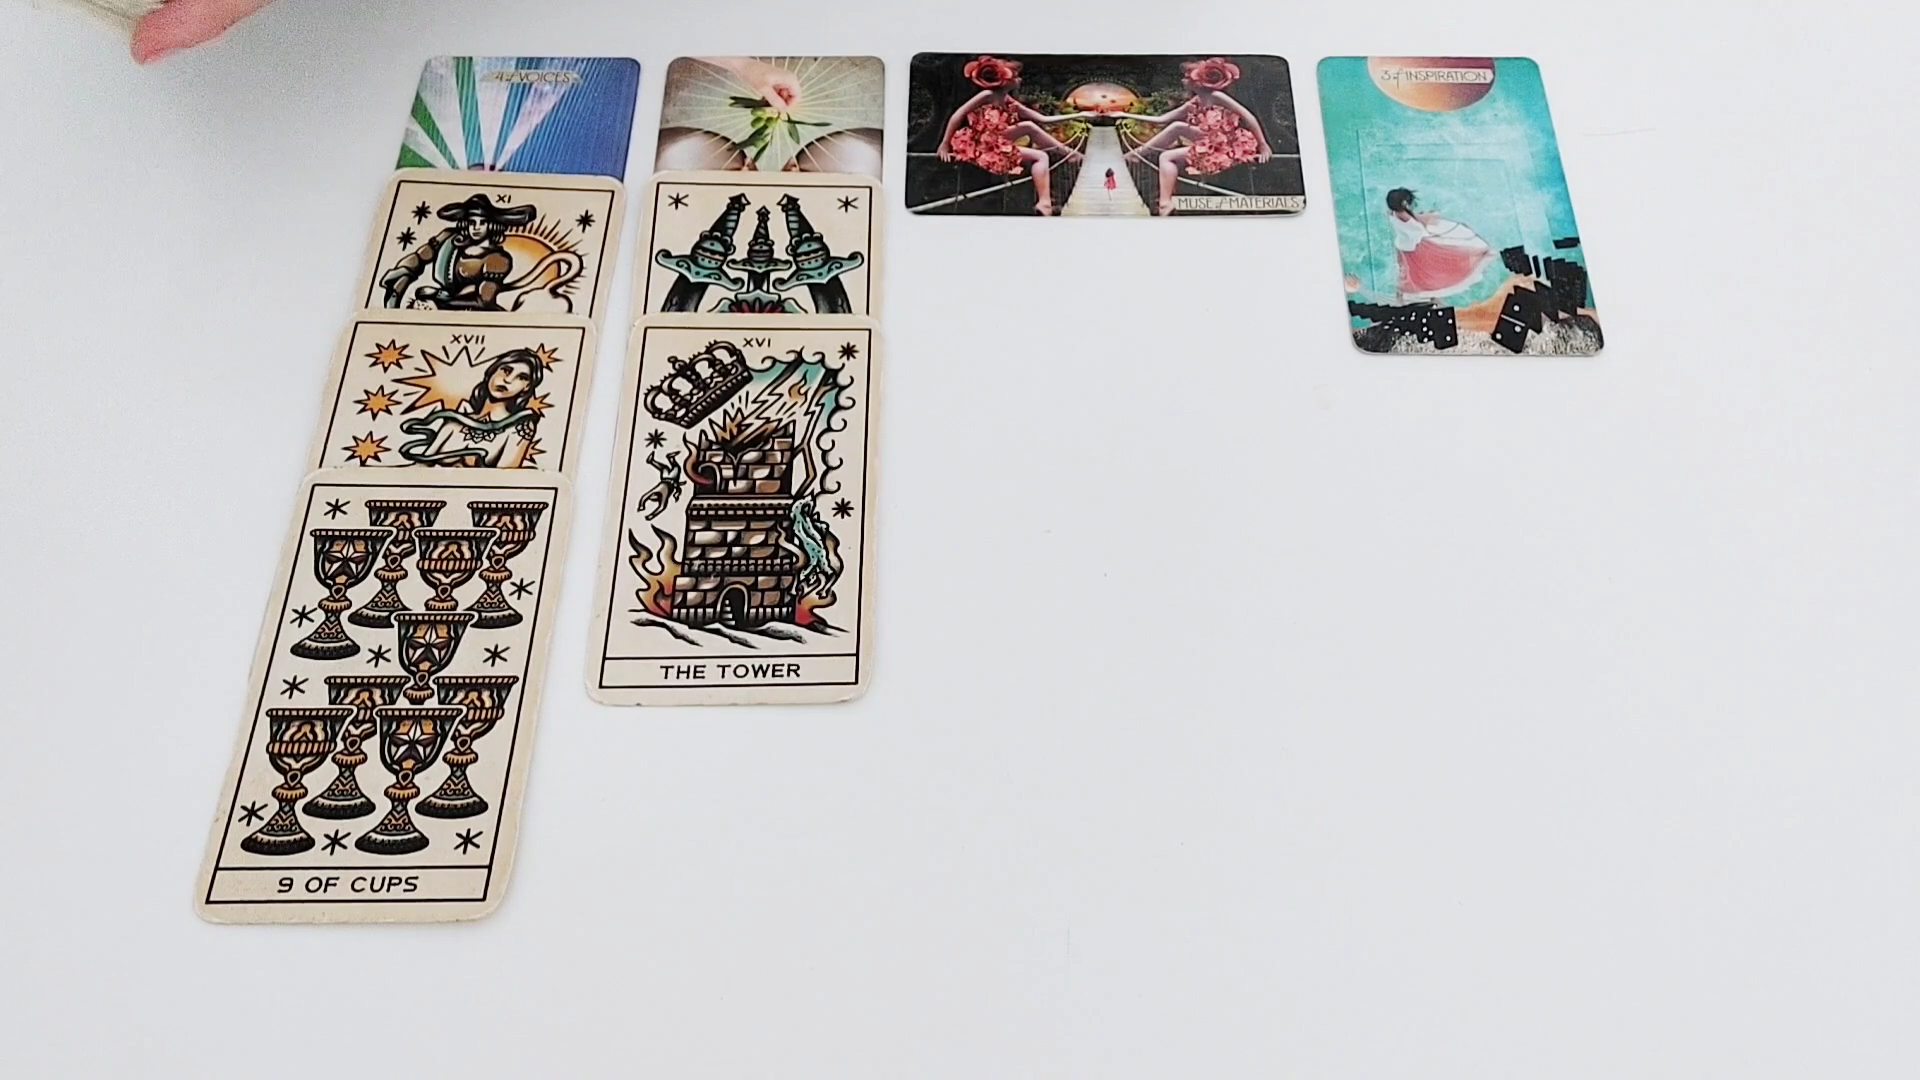 4 of VOICES
MUSE of MATERIALS
3 of INSPIRATION
XI
XVII
XVI
THE TOWER
9 OF CUPS